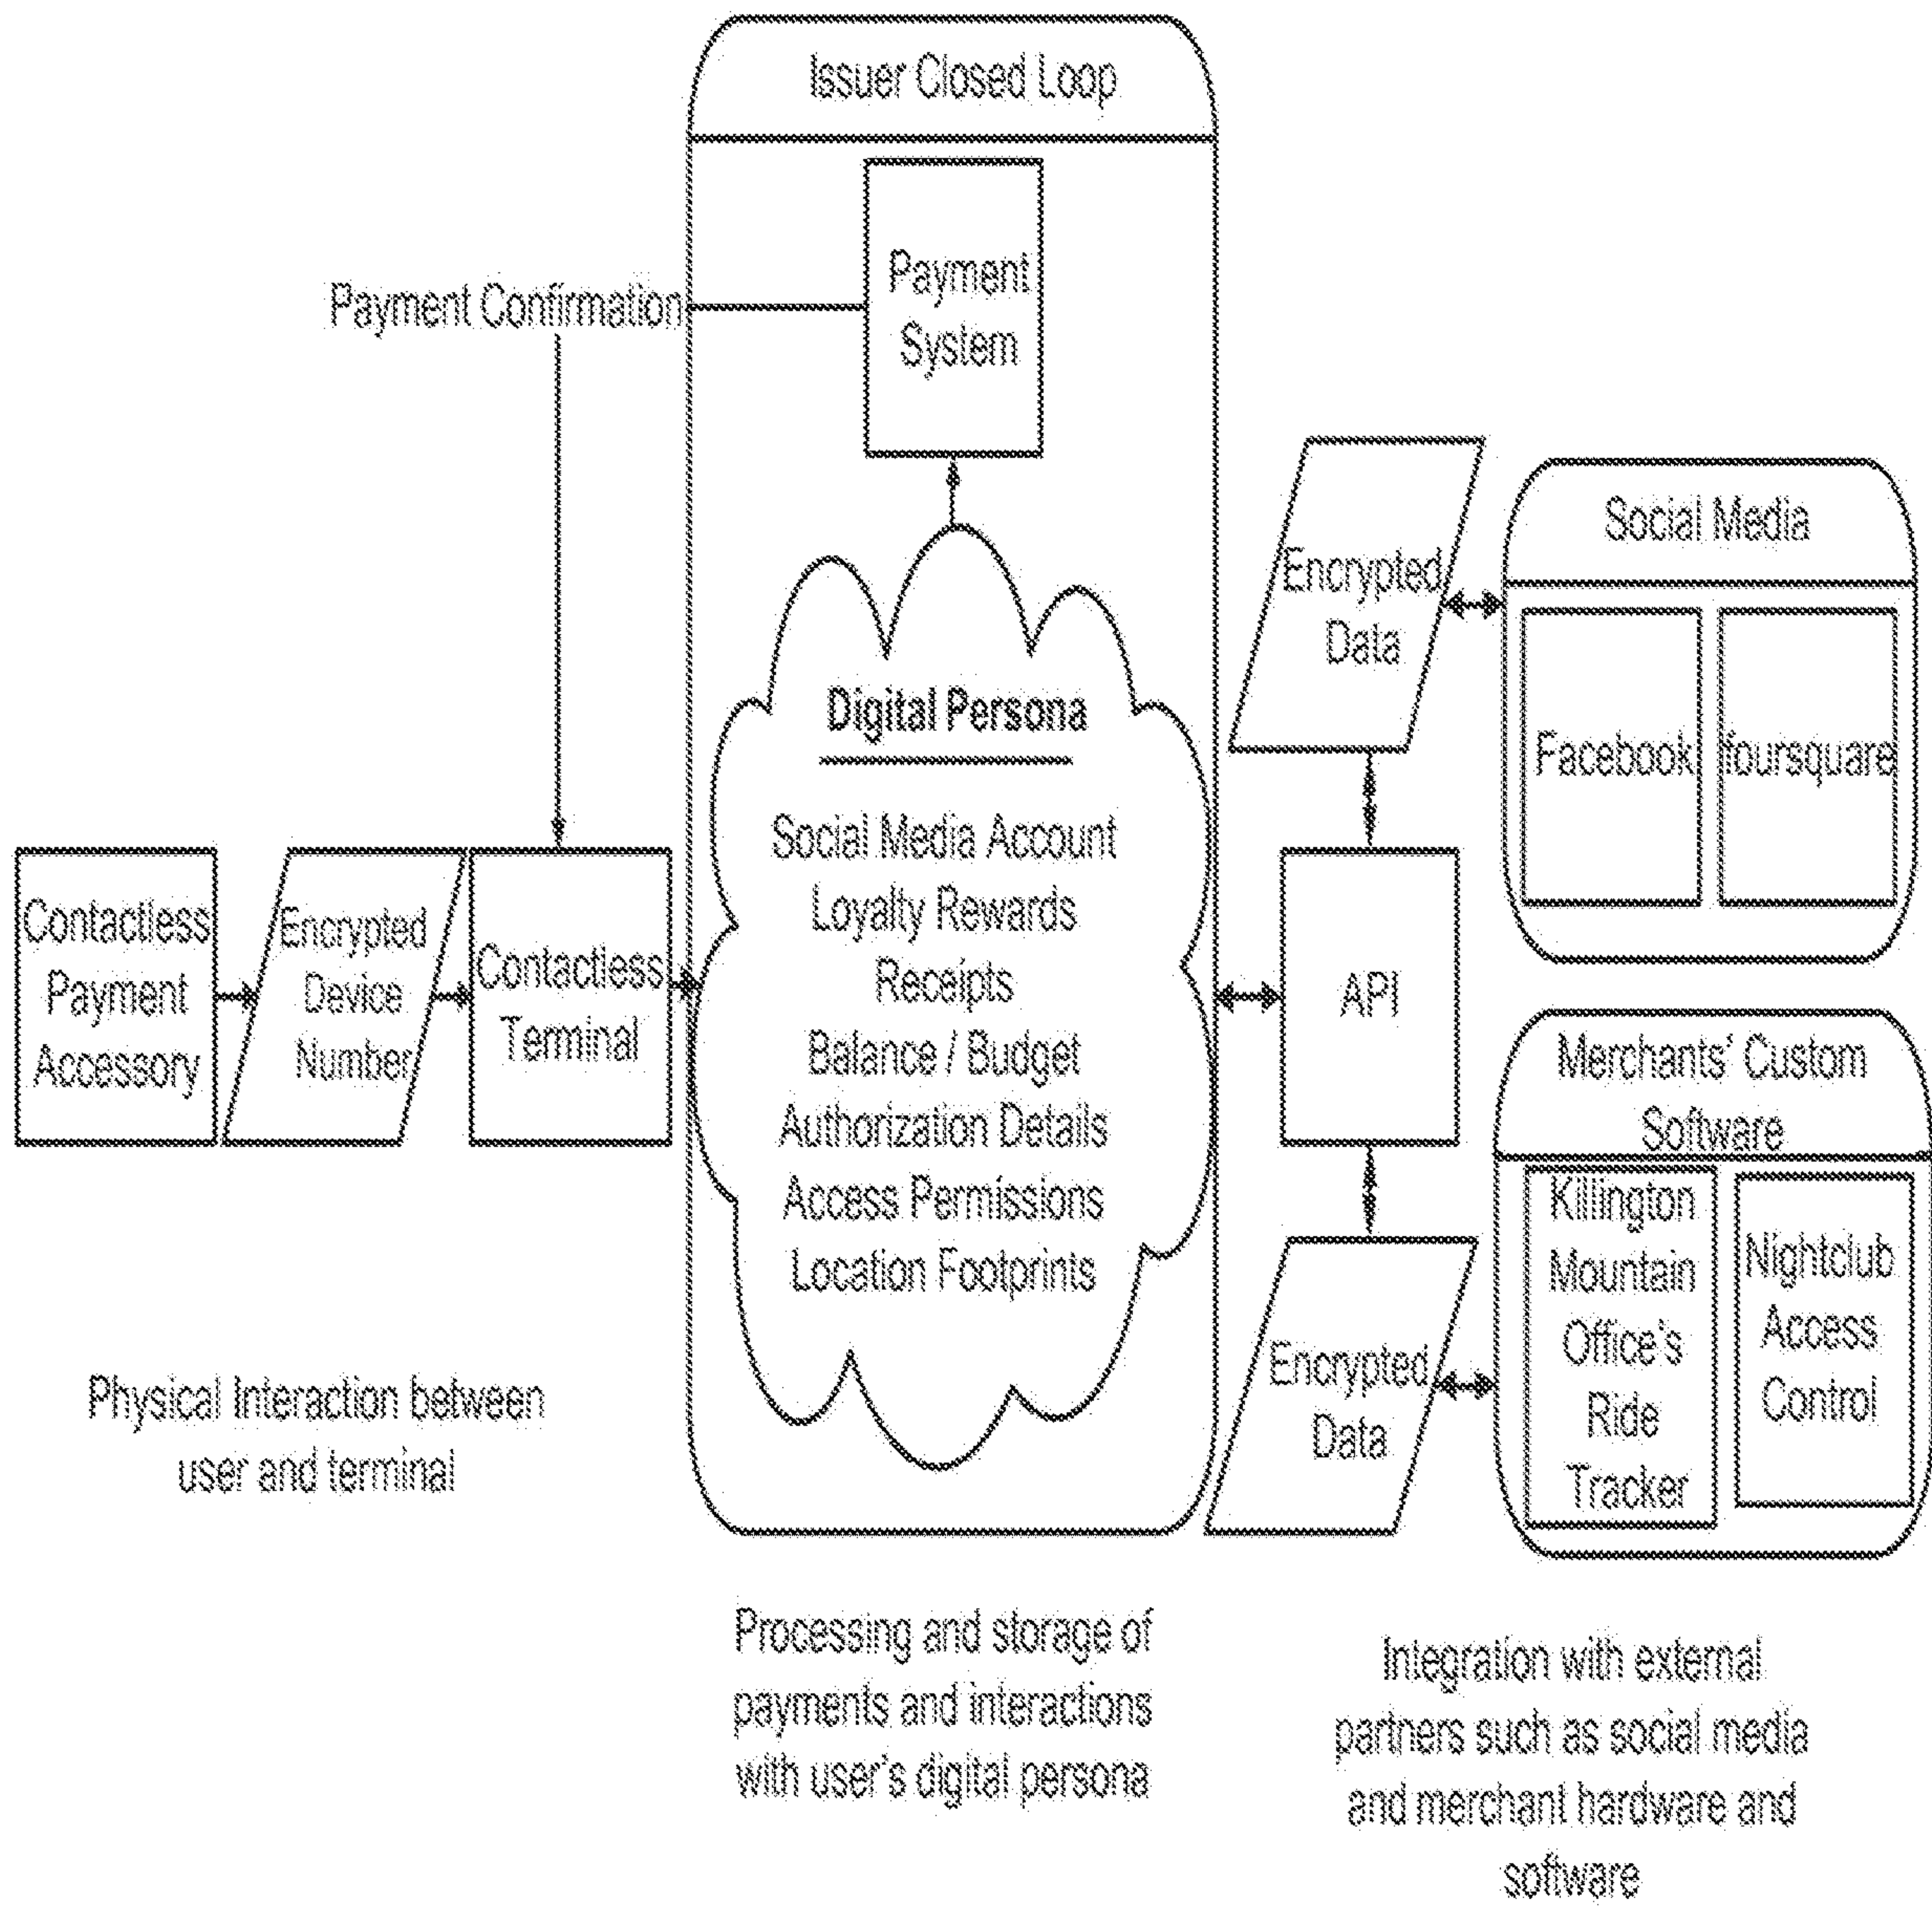 Issuer Closed Loop
Payment
System
Payment Confirmation
Contactless
Payment
Accessory
Encrypted
Device
Number
Contactless
Terminal
Digital Persona
Social Media Account
Loyalty Rewards
Receipts
Balance / Budget
Authorization Details
Access Permissions
Location Footprints
Encrypted
Data
API
Encrypted
Data
Social Media
Facebook
foursquare
Merchants' Custom
Software
Killington
Mountain
Office's
Ride
Tracker
Nightclub
Access
Control
Physical Interaction between
user and terminal
Processing and storage of
payments and interactions
with user's digital persona
Integration with external
partners such as social media
and merchant hardware and
software